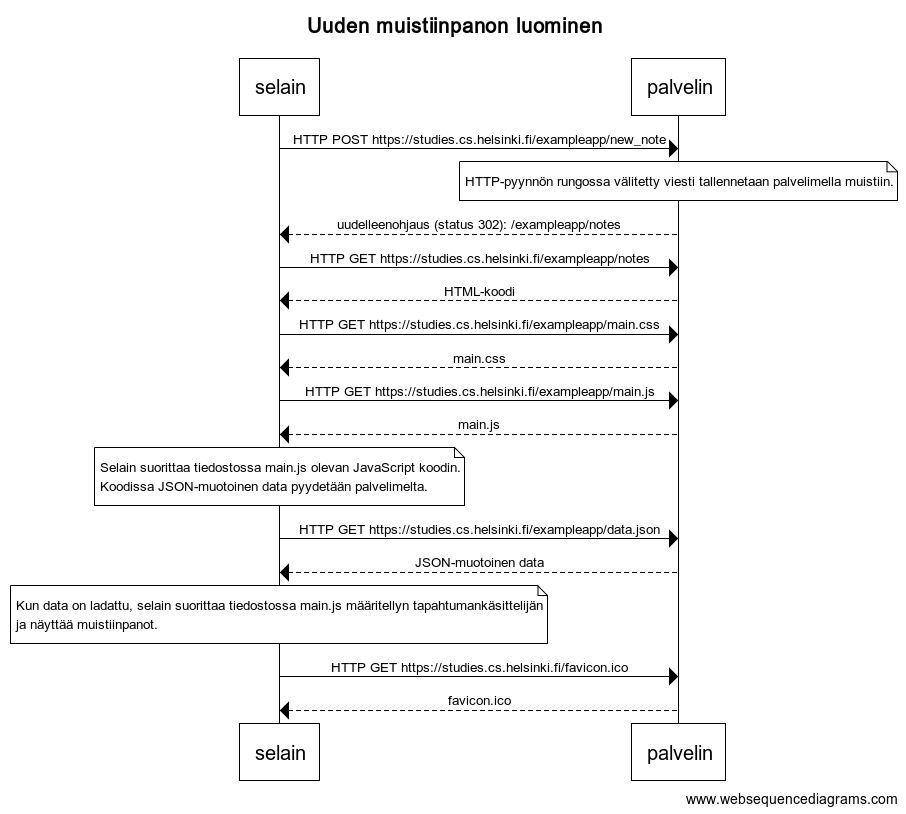 Uuden muistiinpanon luominen
selain
palvelin
HTTP POST https://studies.cs.helsinki.fi/exampleapp/new_note
HTTP-pyynnön rungossa välitetty viesti tallennetaan palvelimella muistiin.
uudelleenohjaus (status 302): /exampleapp/notes
HTTP GET https://studies.cs.helsinki.fi/exampleapp/notes
HTML-koodi
HTTP GET https://studies.cs.helsinki.fi/exampleapp/main.css
main.css
HTTP GET https://studies.cs.helsinki.fi/exampleapp/main.js
main.js
Selain suorittaa tiedostossa main.js olevan JavaScript koodin.
Koodissa JSON-muotoinen data pyydetään palvelimelta.
HTTP GET https://studies.cs.helsinki.fi/exampleapp/data.json
JSON-muotoinen data
Kun data on ladattu, selain suorittaa tiedostossa main.js määritellyn tapahtumankäsittelijän
ja näyttää muistiinpanot.
HTTP GET https://studies.cs.helsinki.fi/favicon.ico
favicon.ico
selain
palvelin
www.websequencediagrams.com